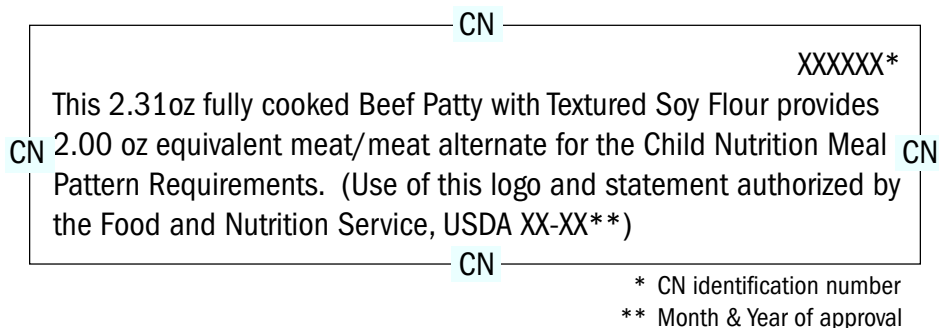 CN
XXXXXX*
This 2.31oz fully cooked Beef Patty with Textured Soy Flour provides
CN 2.00 oz equivalent meat/meat alternate for the Child Nutrition Meal CN
Pattern Requirements. (Use of this logo and statement authorized by
the Food and Nutrition Service, USDA XX-XX**)
CN
* CN identification number
** Month & Year of approval